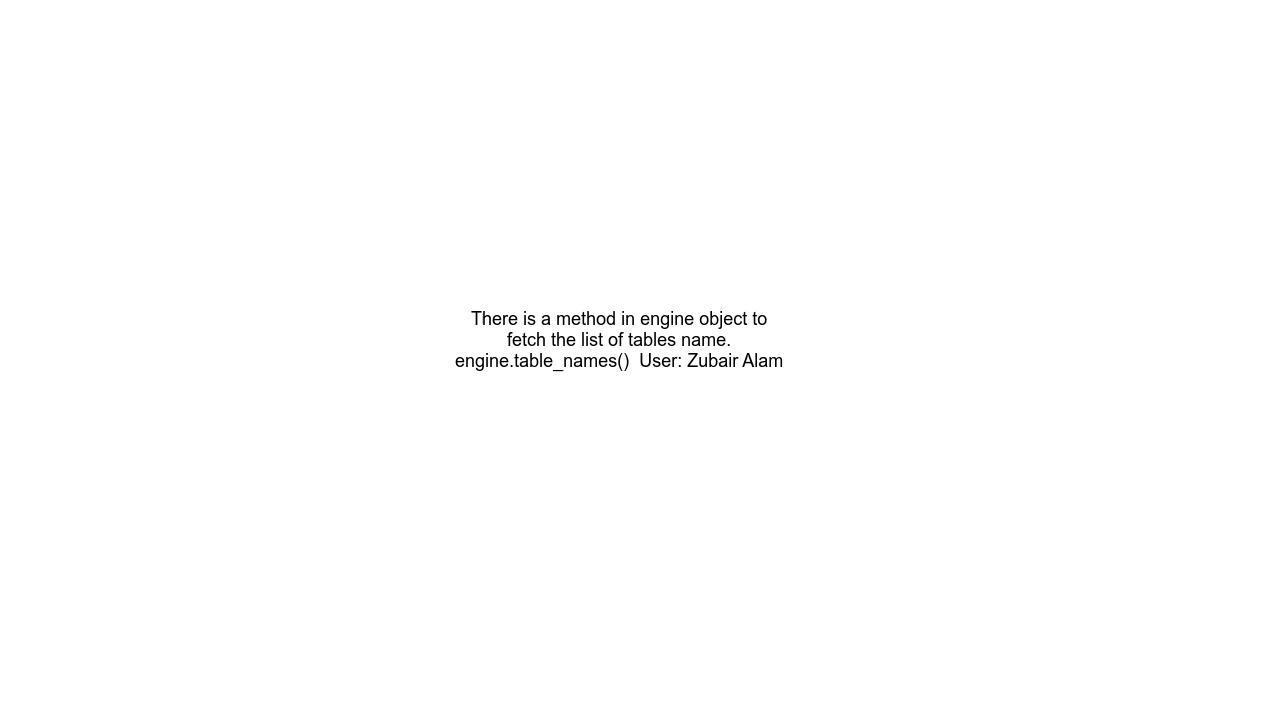 There is a method in engine object to
fetch the list of tables name.
engine.table_names()  User: Zubair Alam